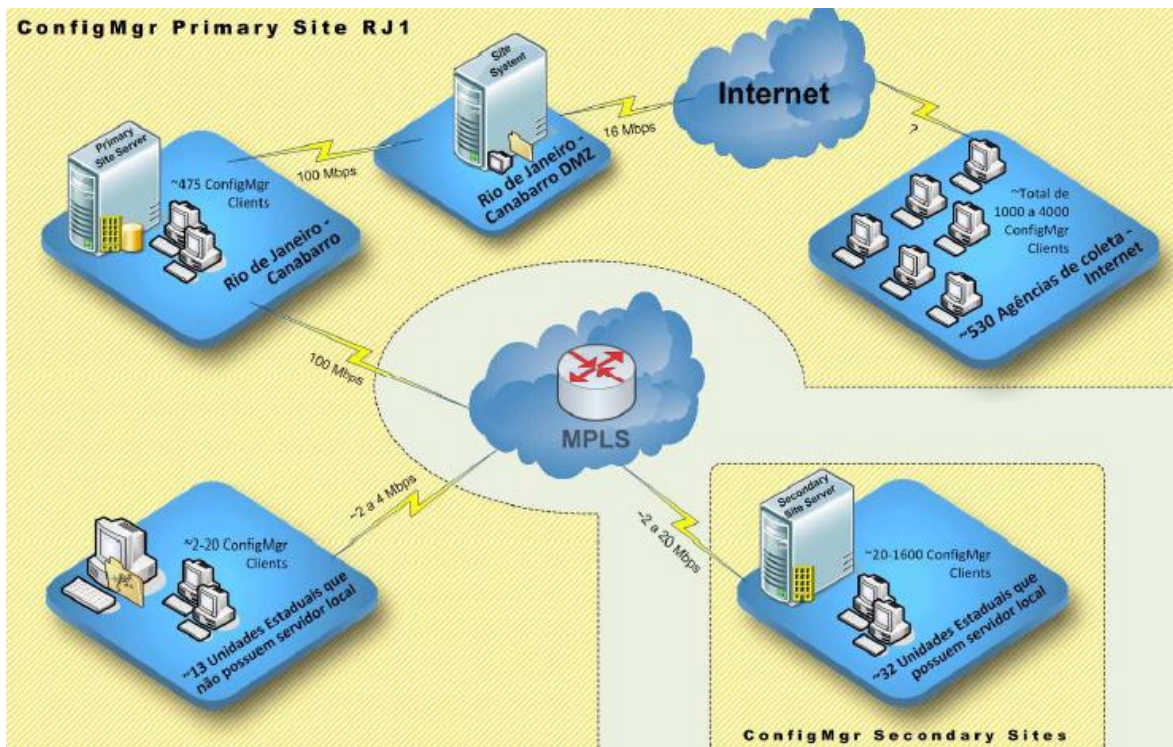 ConfigMgr Primary Site RJ1
Primary
Site Server
~475 ConfigMgr
Clients
Rio de Janeiro -
Canabarro
100 Mbps
Site
System
Rio de Janeiro -
Canabarro DMZ
16 Mbps
Internet
?
~Total de
1000 a 4000
ConfigMgr
Clients
~530 Agências de coleta -
Internet
100 Mbps
MPLS
~2 a 4 Mbps
~2-20 ConfigMgr
Clients
~13 Unidades Estaduais que
não possuem servidor local
~2 a 20 Mbps
Secondary
Site Server
~20-1600 ConfigMgr
Clients
~32 Unidades Estaduais que
possuem servidor local
ConfigMgr Secondary Sites